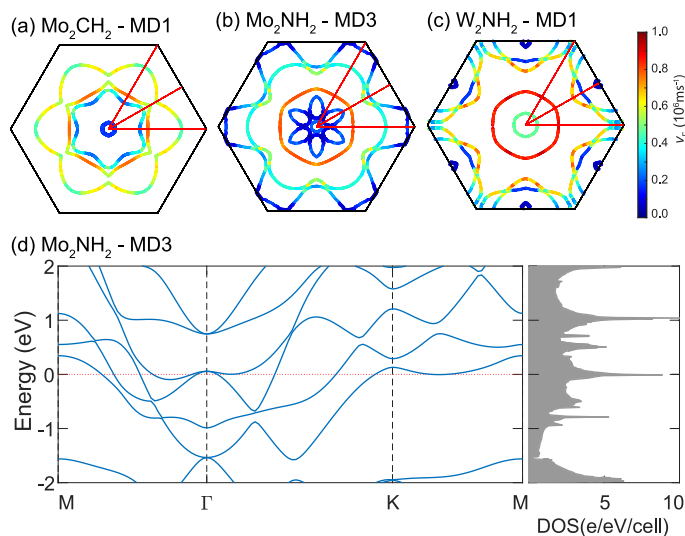 (a) Mo₂CH₂ - MD1
(b) Mo₂NH₂ - MD3
(c) W₂NH₂ - MD1
1.0
0.8
0.6
0.4
0.2
0.0
v_F (10⁶ms⁻¹)
(d) Mo₂NH₂ - MD3
2
1
0
-1
-2
Energy (eV)
M
Γ
K
M
5
10
DOS(e/eV/cell)